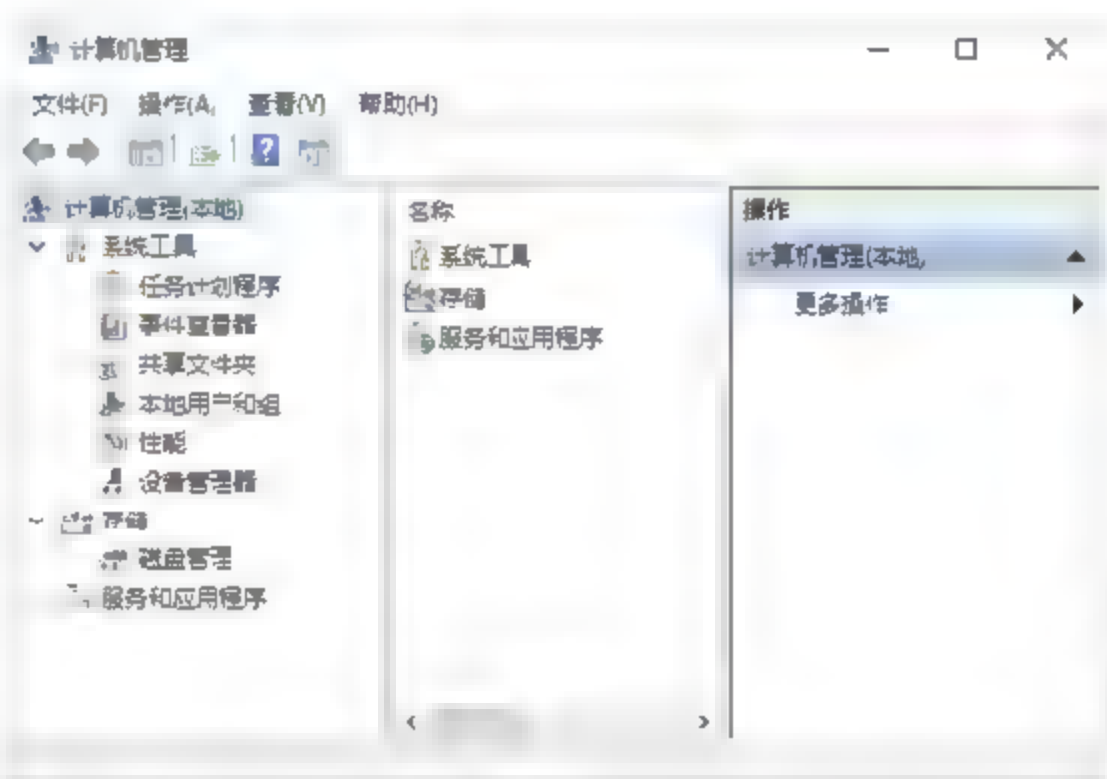 计算机管理
文件(F) 操作(A) 查看(V) 帮助(H)
计算机管理(本地)
系统工具
任务计划程序
事件查看器
共享文件夹
本地用户和组
性能
设备管理器
存储
磁盘管理
服务和应用程序
名称
系统工具
存储
服务和应用程序
操作
计算机管理(本地)
更多操作